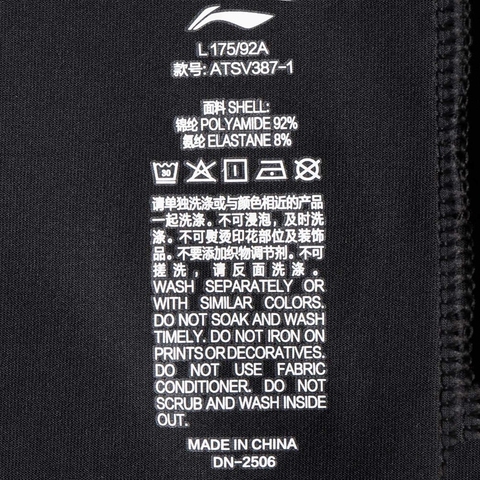 L 175/92A
款号: ATSV387-1
面料 SHELL:
锦纶 POLYAMIDE 92%
氨纶 ELASTANE 8%
30
请单独洗涤或与颜色相近的产品
一起洗涤。不可浸泡，及时洗
涤。不可熨烫印花部位及装饰
品。不要添加织物调节剂。不可
搓洗，请反面洗涤。
WASH SEPARATELY OR
WITH SIMILAR COLORS.
DO NOT SOAK AND WASH
TIMELY. DO NOT IRON ON
PRINTS OR DECORATIVES.
DO NOT USE FABRIC
CONDITIONER. DO NOT
SCRUB AND WASH INSIDE
OUT.
MADE IN CHINA
DN-2506